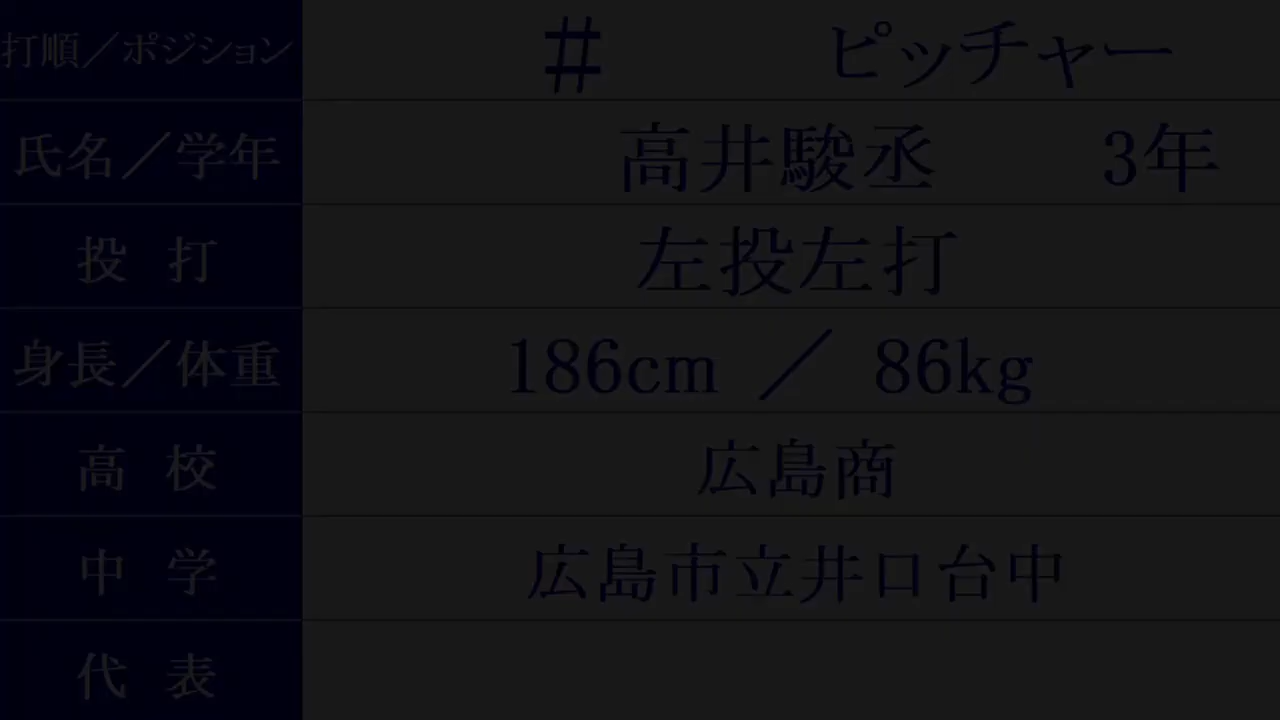 打順／ポジション ＃ ピッチャー
氏名／学年 高井駿丞 3年
投 打 左投左打
身長／体重 186cm ／ 86kg
高 校 広島商
中 学 広島市立井口台中
代 表